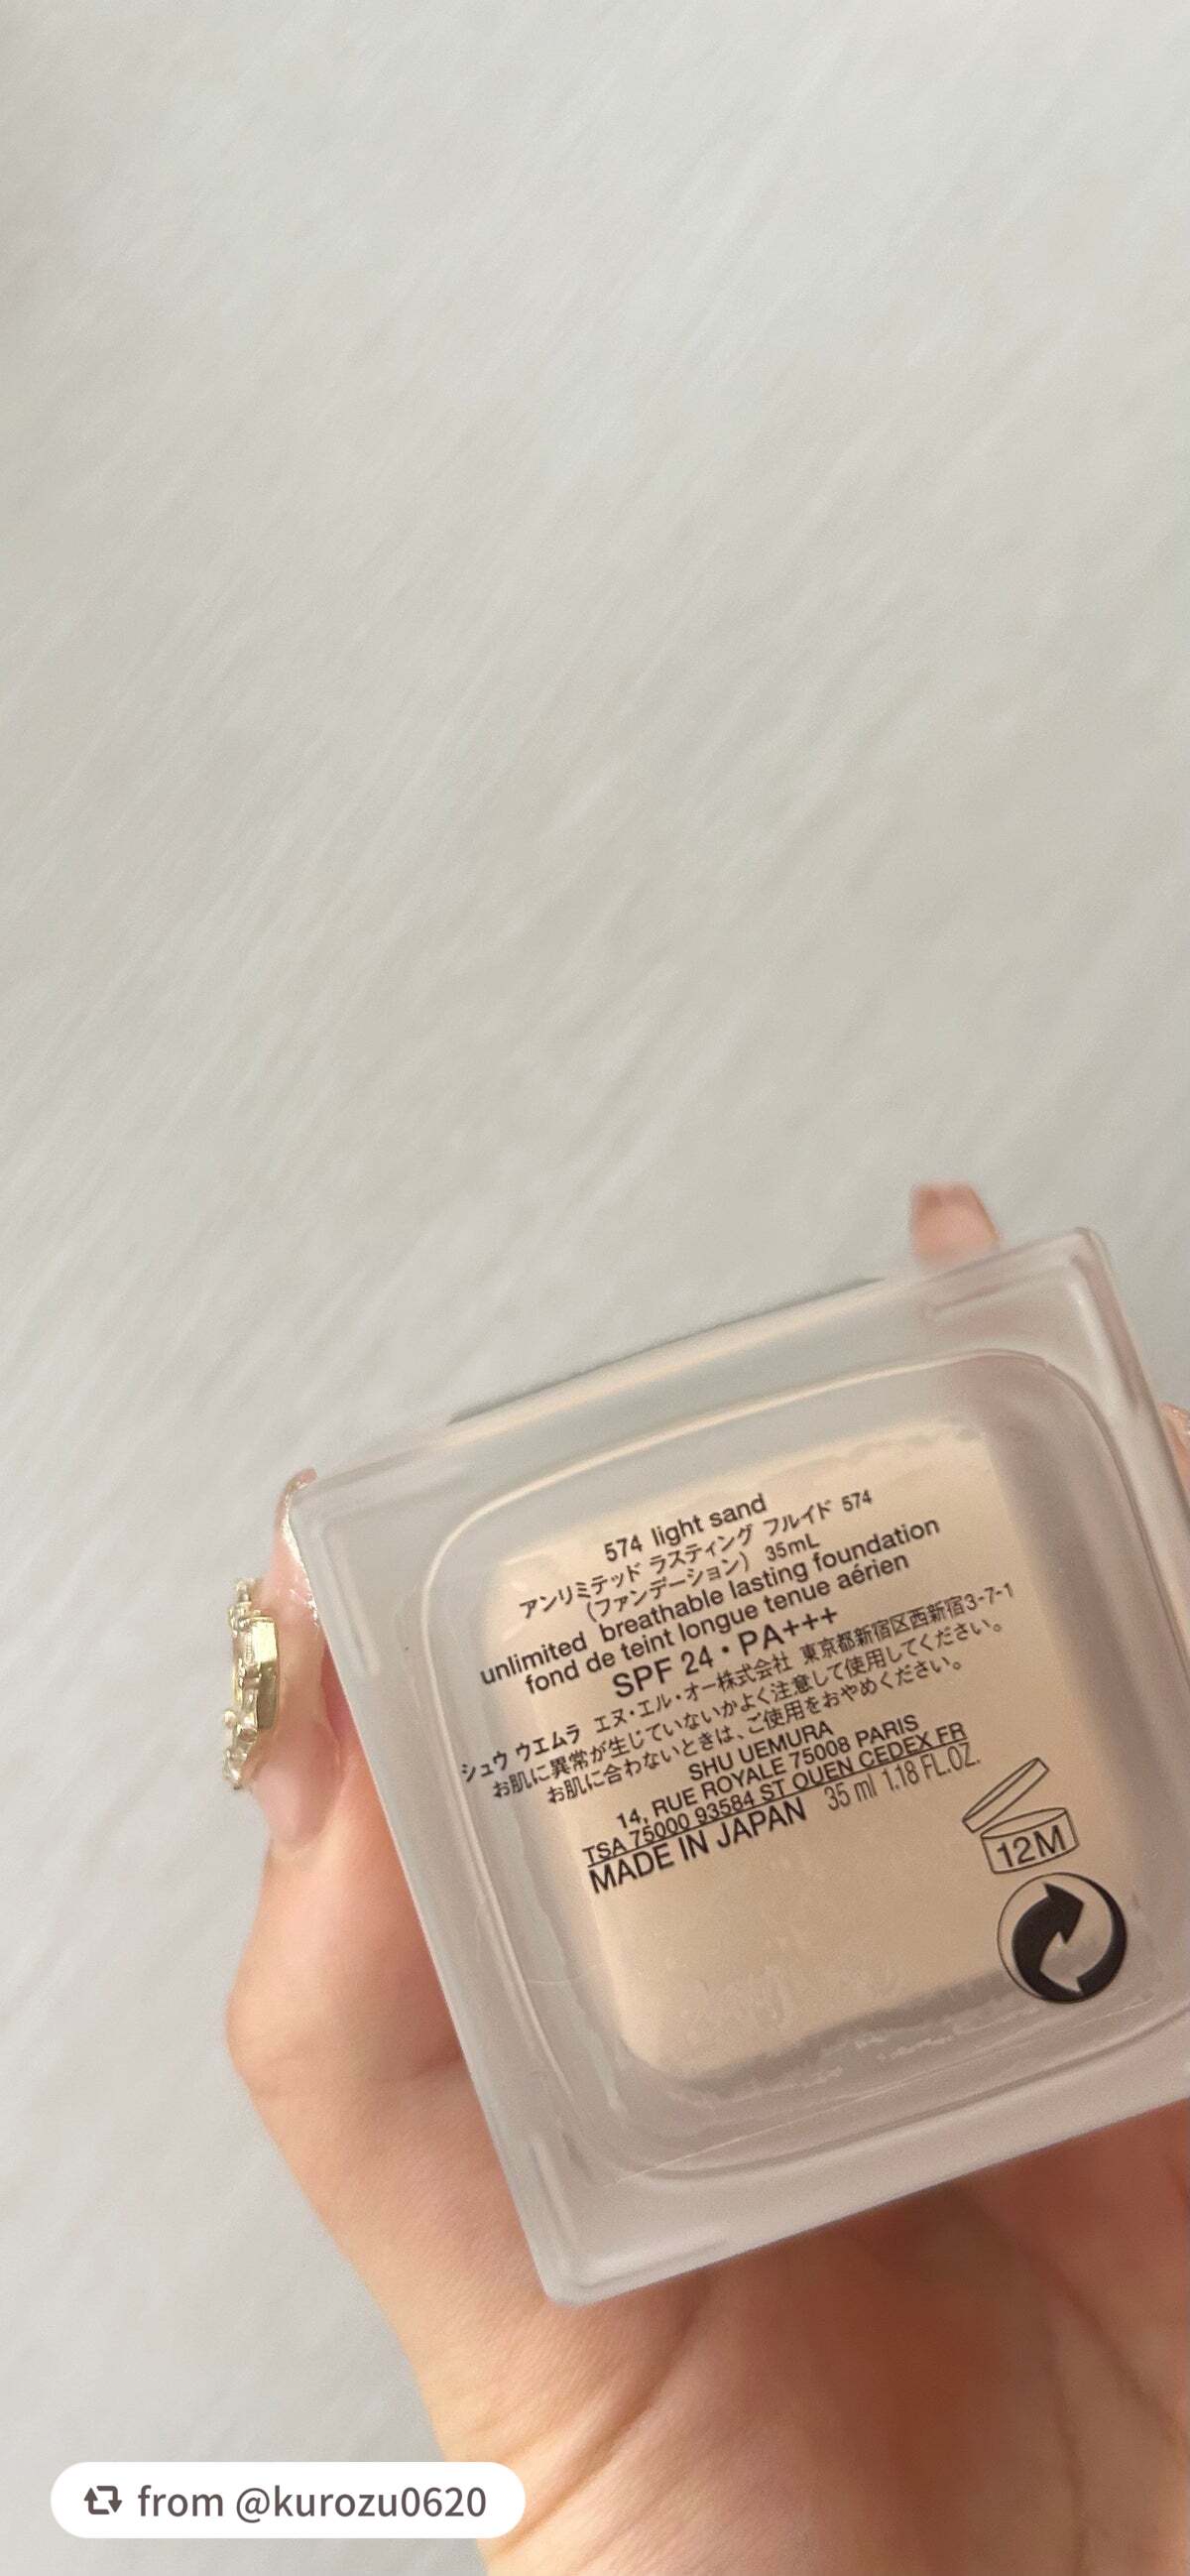 574 light sand
アンリミテッド ラスティング フルイド 574
(ファンデーション) 35mL
unlimited breathable lasting foundation
fond de teint longue tenue aérien
SPF 24・PA+++
シュウ ウエムラ エヌ・エル・オー株式会社 東京都新宿区西新宿3-7-1
お肌に異常が生じていないかよく注意して使用してください。
お肌に合わないときは、ご使用をおやめください。
SHU UEMURA
14, RUE ROYALE 75008 PARIS
TSA 75000 93584 ST OUEN CEDEX FR
MADE IN JAPAN 35 ml 1.18 FL.OZ.
12M
from @kurozu0620